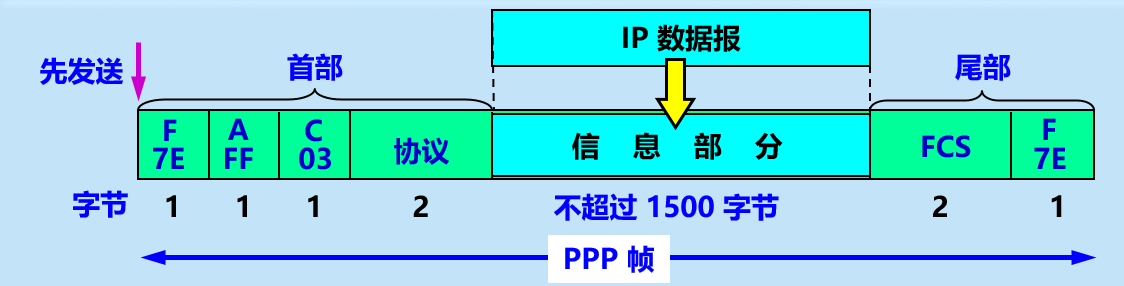 IP 数据报
先发送
首部
尾部
F
7E
A
FF
C
03
协议
信 息 部 分
FCS
F
7E
字节
1
1
1
2
不超过 1500 字节
2
1
PPP 帧